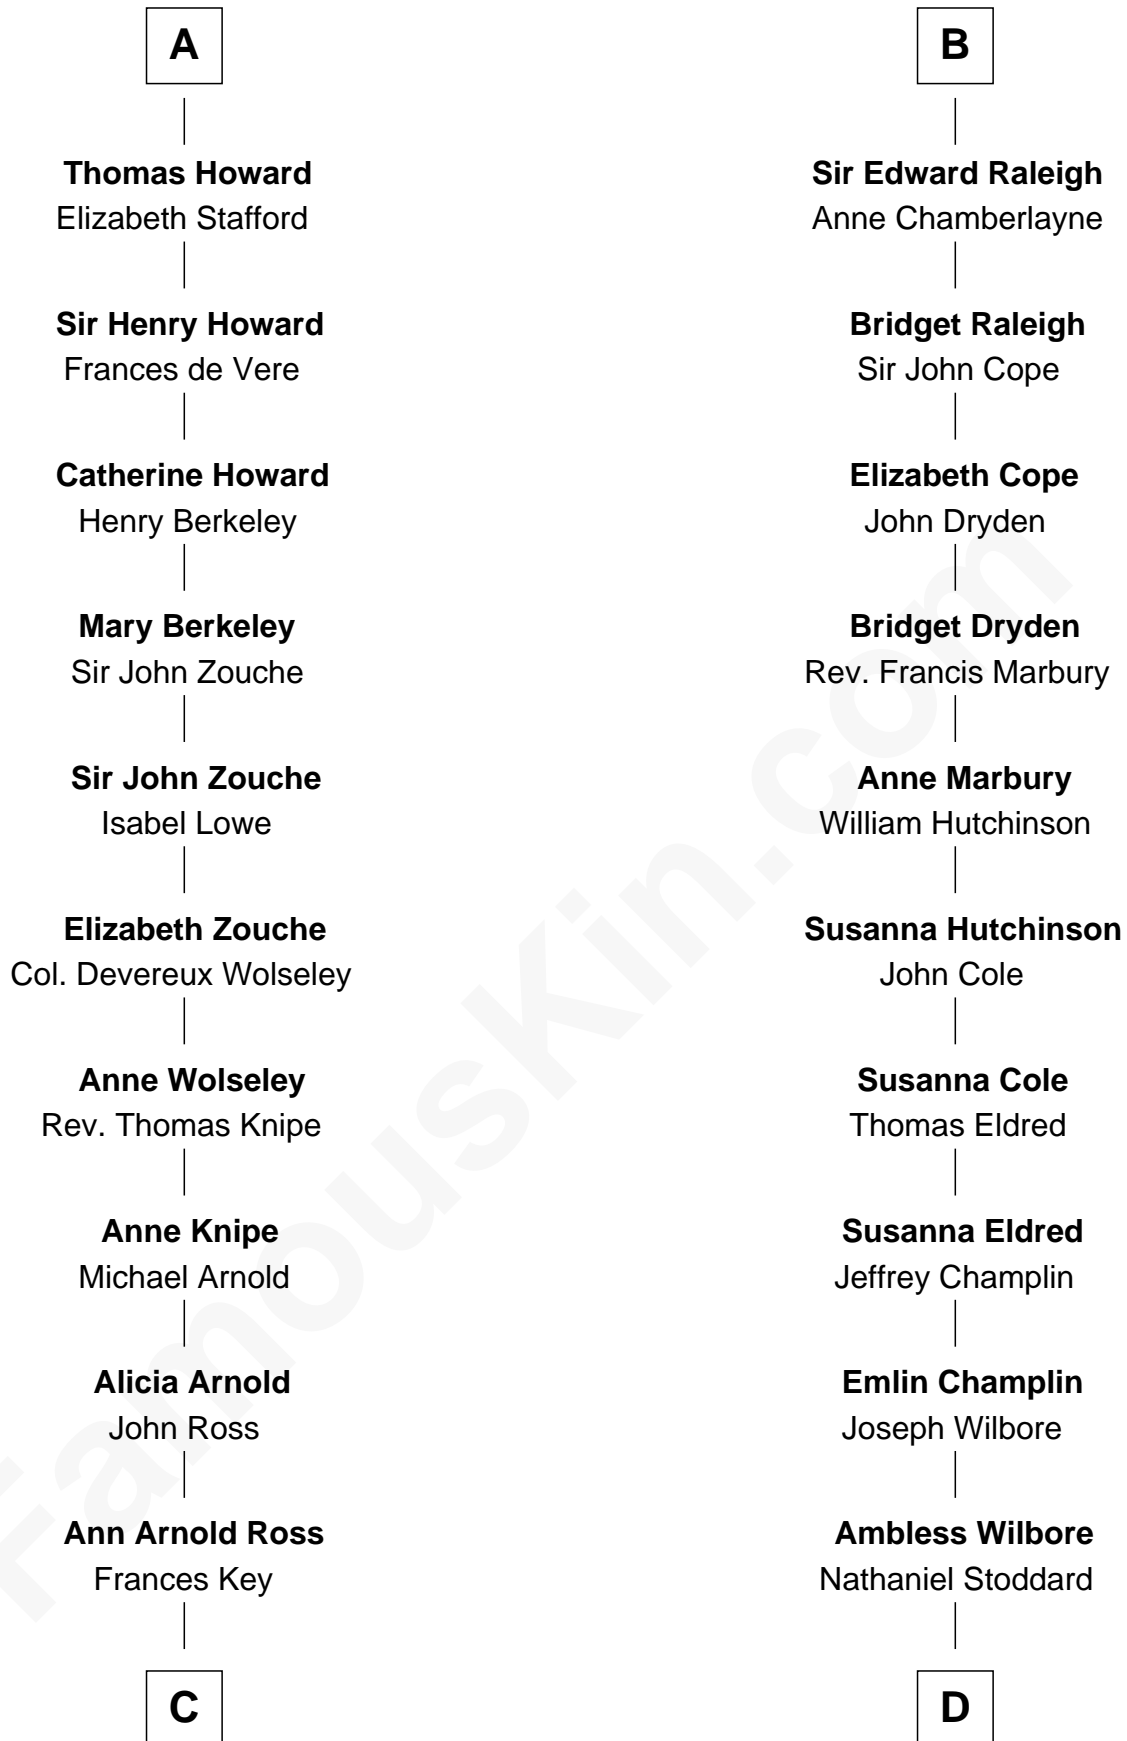 A
Thomas Howard
Elizabeth Stafford
Sir Henry Howard
Frances de Vere
Catherine Howard
Henry Berkeley
Mary Berkeley
Sir John Zouche
Sir John Zouche
Isabel Lowe
Elizabeth Zouche
Col. Devereux Wolseley
Anne Wolseley
Rev. Thomas Knipe
Anne Knipe
Michael Arnold
Alicia Arnold
John Ross
Ann Arnold Ross
Frances Key
C
B
Sir Edward Raleigh
Anne Chamberlayne
Bridget Raleigh
Sir John Cope
Elizabeth Cope
John Dryden
Bridget Dryden
Rev. Francis Marbury
Anne Marbury
William Hutchinson
Susanna Hutchinson
John Cole
Susanna Cole
Thomas Eldred
Susanna Eldred
Jeffrey Champlin
Emlin Champlin
Joseph Wilbore
Ambless Wilbore
Nathaniel Stoddard
D
FamousKin.com